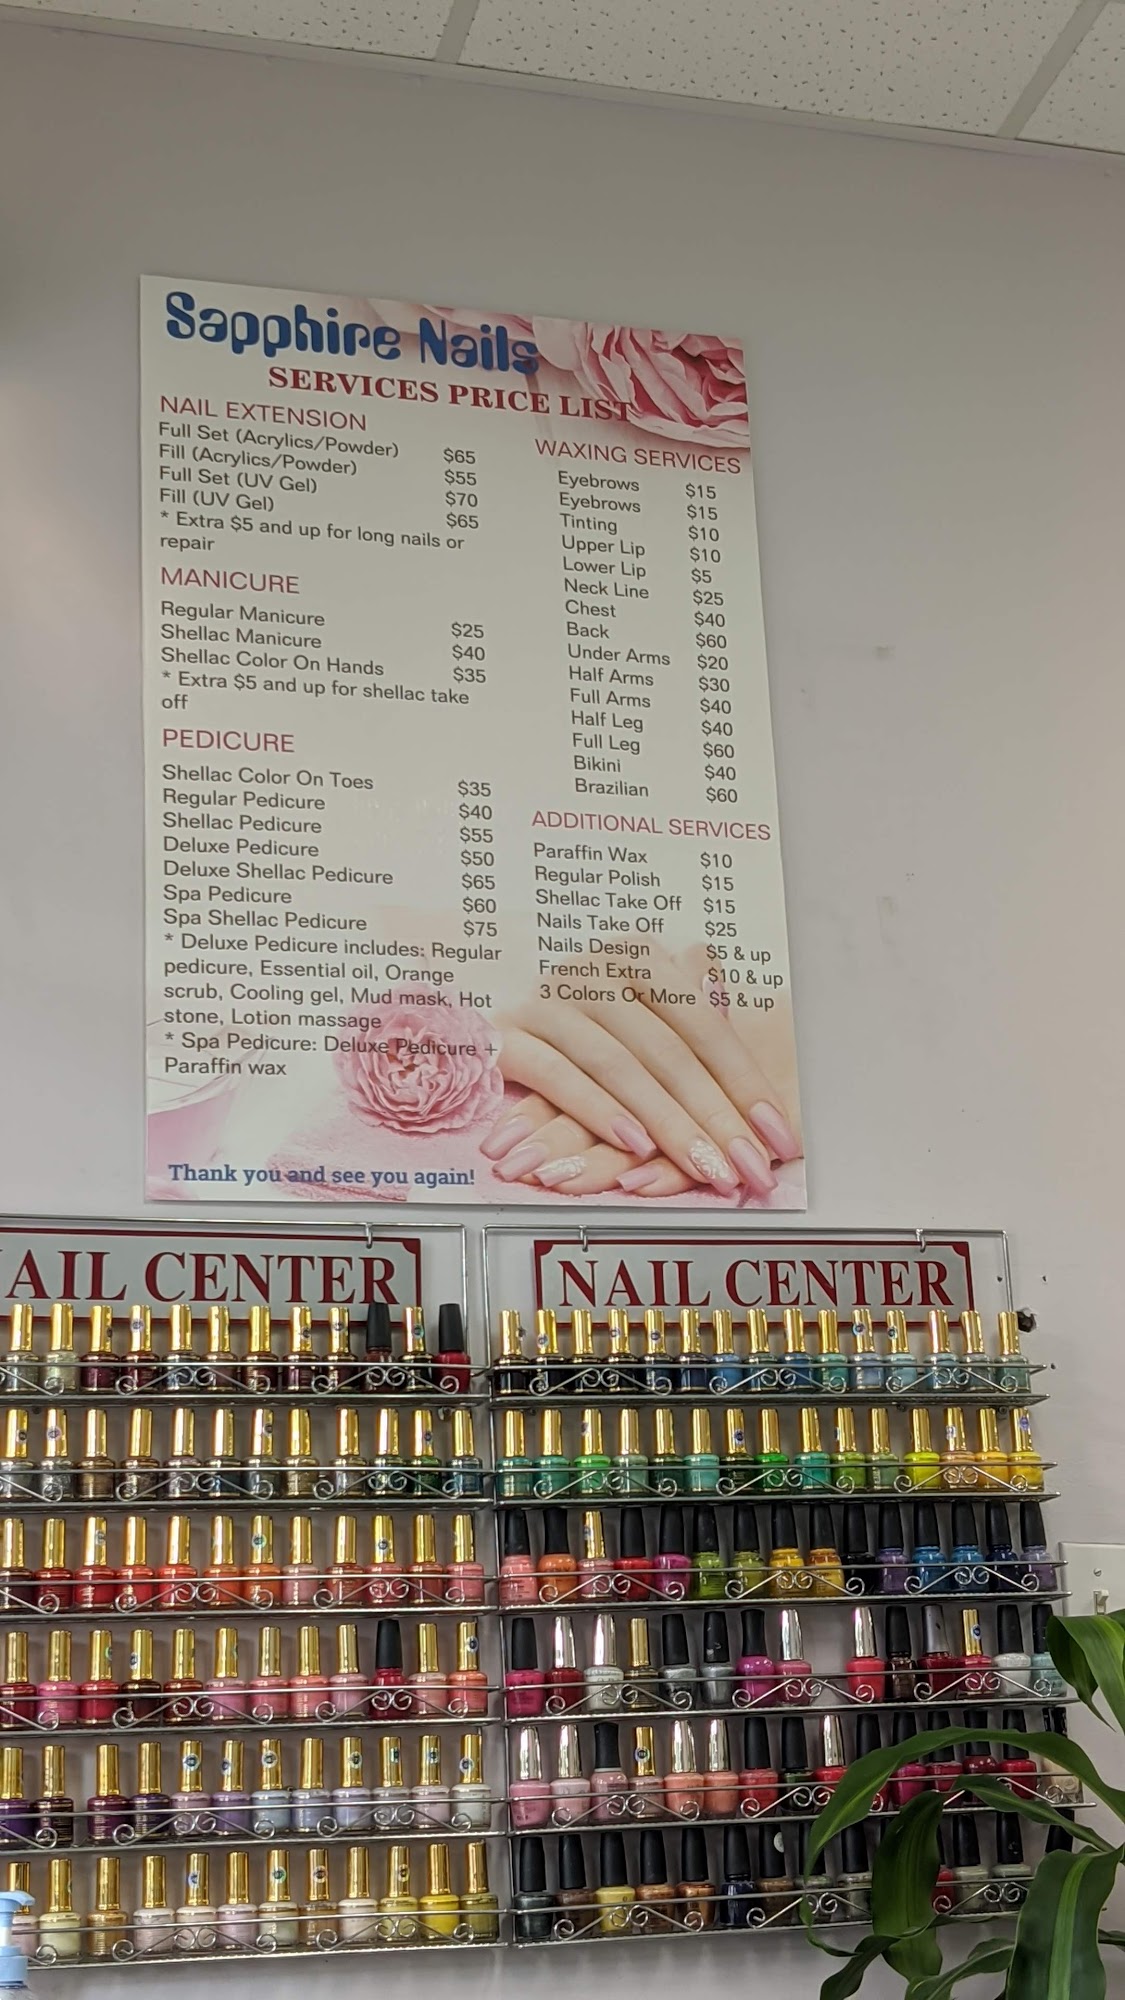 Sapphire Nails
SERVICES PRICE LIST
NAIL EXTENSION
Full Set (Acrylics/Powder) $65
Fill (Acrylics/Powder) $55
Full Set (UV Gel) $70
Fill (UV Gel) $65
* Extra $5 and up for long nails or
repair
MANICURE
Regular Manicure $25
Shellac Manicure $40
Shellac Color On Hands $35
* Extra $5 and up for shellac take
off
PEDICURE
Shellac Color On Toes $35
Regular Pedicure $40
Shellac Pedicure $55
Deluxe Pedicure $50
Deluxe Shellac Pedicure $65
Spa Pedicure $60
Spa Shellac Pedicure $75
* Deluxe Pedicure includes: Regular
pedicure, Essential oil, Orange
scrub, Cooling gel, Mud mask, Hot
stone, Lotion massage
* Spa Pedicure: Deluxe Pedicure +
Paraffin wax
WAXING SERVICES
Eyebrows $15
Eyebrows $15
Tinting $10
Upper Lip $10
Lower Lip $5
Neck Line $25
Chest $40
Back $60
Under Arms $20
Half Arms $30
Full Arms $40
Half Leg $40
Full Leg $60
Bikini $40
Brazilian $60
ADDITIONAL SERVICES
Paraffin Wax $10
Regular Polish $15
Shellac Take Off $15
Nails Take Off $25
Nails Design $5 & up
French Extra $10 & up
3 Colors Or More $5 & up
Thank you and see you again!
AIL CENTER
NAIL CENTER